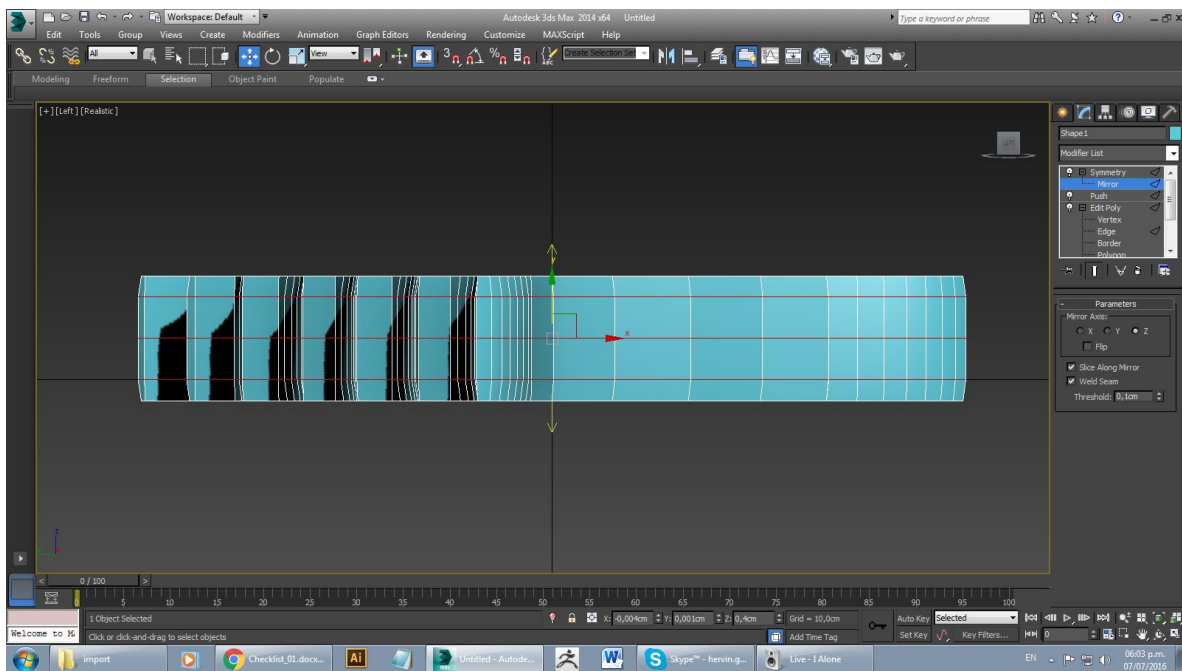 Workspace: Default
Autodesk 3ds Max 2014 x64 Untitled
Type a keyword or phrase
Edit Tools Group Views Create Modifiers Animation Graph Editors Rendering Customize MAXScript Help
All
View
3
Create Selection Set
Modeling Freeform Selection Object Paint Populate
[+][Left][Realistic]
Shape1
Modifier List
Symmetry
Mirror
Push
Edit Poly
Vertex
Edge
Border
Polygon
Parameters
Mirror Axis:
X Y Z
Flip
Slice Along Mirror
Weld Seam
Threshold: 0,1cm
y
x
z
0 / 100
5 10 15 20 25 30 35 40 45 50 55 60 65 70 75 80 85 90 95 100
1 Object Selected
X: -0,004cm Y: 0,001cm Z: 0,4cm Grid = 10,0cm
Auto Key Selected
Welcome to M
Click or click-and-drag to select objects
Add Time Tag
Set Key Key Filters... 0
import
Checklist_01.docx...
Ai
Untitled - Autode...
W
Skype™ - hervin.g...
Live - I Alone
EN
06:03 p.m.
07/07/2016